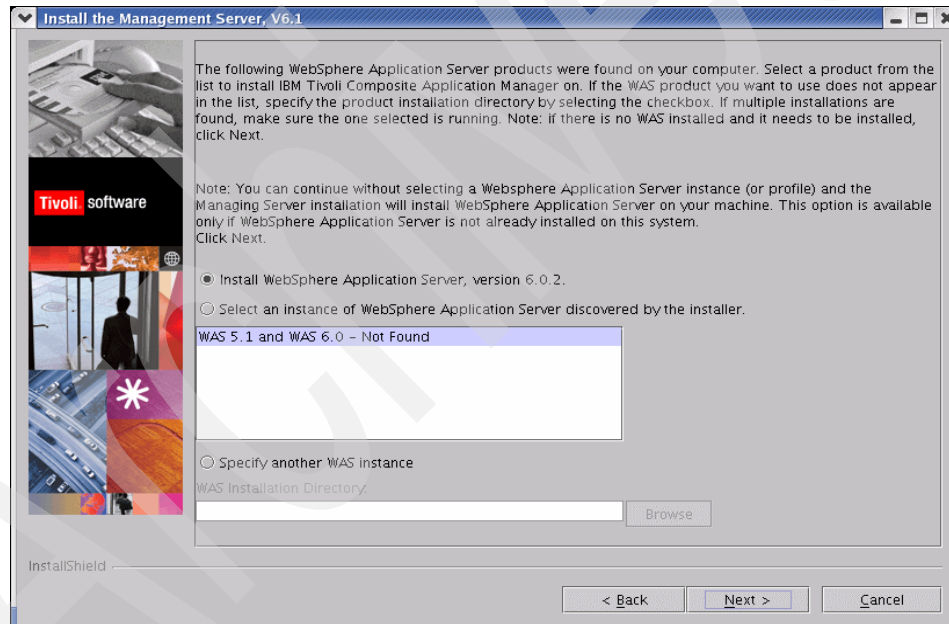 Install the Management Server, V6.1
The following WebSphere Application Server products were found on your computer. Select a product from the
list to install IBM Tivoli Composite Application Manager on. If the WAS product you want to use does not appear
in the list, specify the product installation directory by selecting the checkbox. If multiple installations are
found, make sure the one selected is running. Note: if there is no WAS installed and it needs to be installed,
click Next.
Note: You can continue without selecting a Websphere Application Server instance (or profile) and the
Managing Server installation will install WebSphere Application Server on your machine. This option is available
only if WebSphere Application Server is not already installed on this system.
Click Next.
Tivoli software
Install WebSphere Application Server, version 6.0.2.
Select an instance of WebSphere Application Server discovered by the installer.
WAS 5.1 and WAS 6.0 – Not Found
Specify another WAS instance
WAS Installation Directory:
Browse
InstallShield
< Back
Next >
Cancel